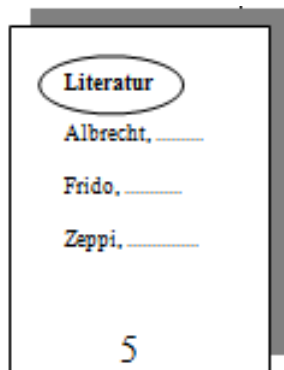 Literatur
Albrecht, ..........
Frido, ............
Zeppi, ...............
5